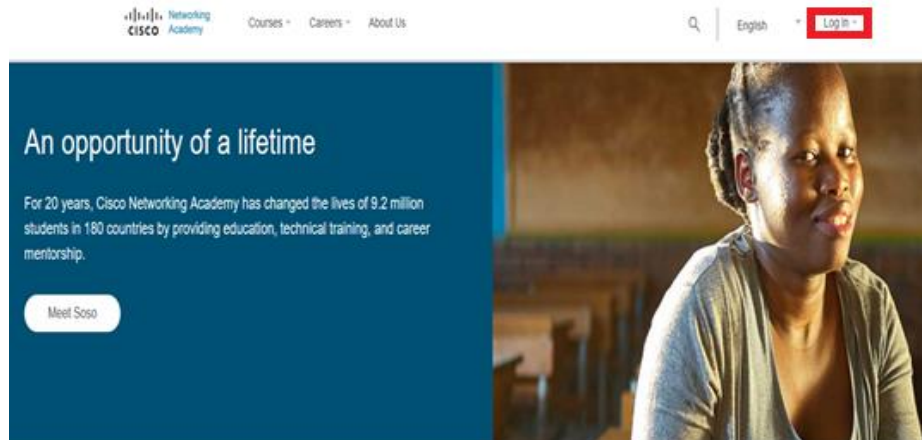 Networking
CISCO Academy
Courses Careers About Us
English Log In
An opportunity of a lifetime
For 20 years, Cisco Networking Academy has changed the lives of 9.2 million
students in 180 countries by providing education, technical training, and career
mentorship.
Meet Soso